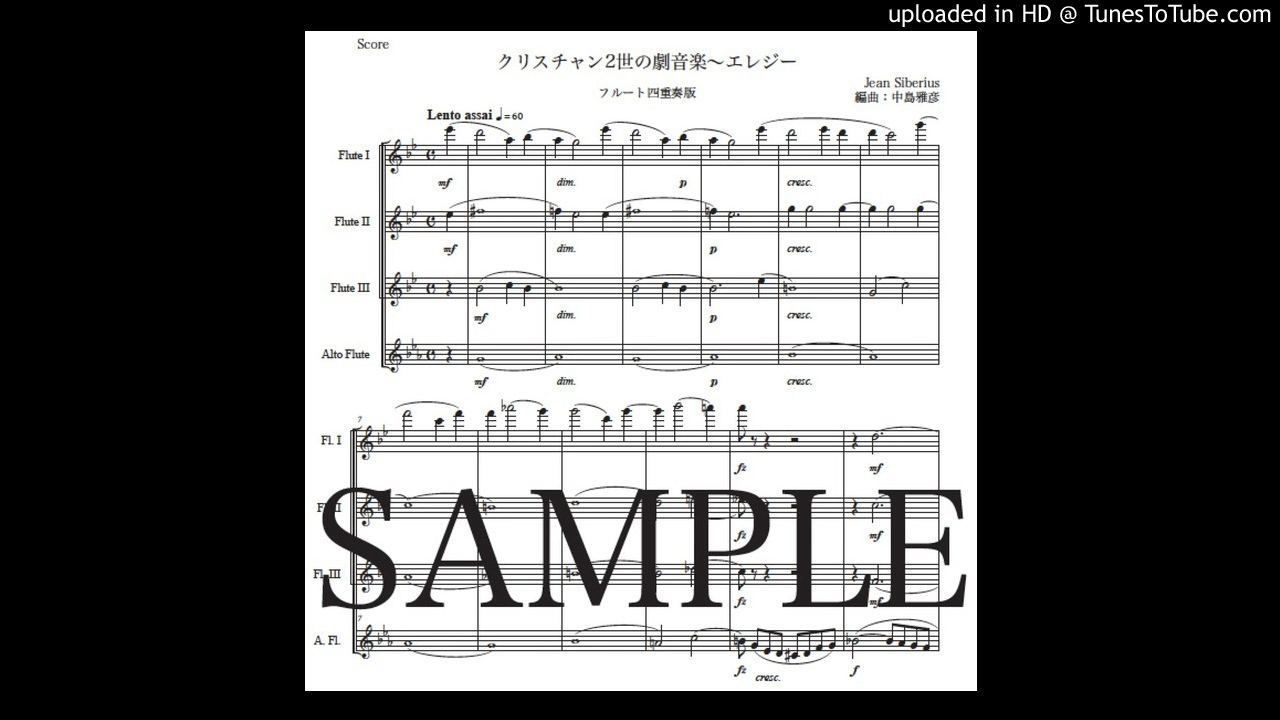 uploaded in HD @ TunesToTube.com
Score
クリスチャン2世の劇音楽～エレジー
フルート四重奏版
Jean Siberius
編曲：中島雅彦
Lento assai ♩=60
Flute I
mf dim. p cresc.
Flute II
mf dim. p cresc.
Flute III
mf dim. p cresc.
Alto Flute
mf dim. p cresc.
7
Fl. I
fz mf
fz mf
Fl. III
fz mf
7
A. Fl.
fz cresc. f
SAMPLE